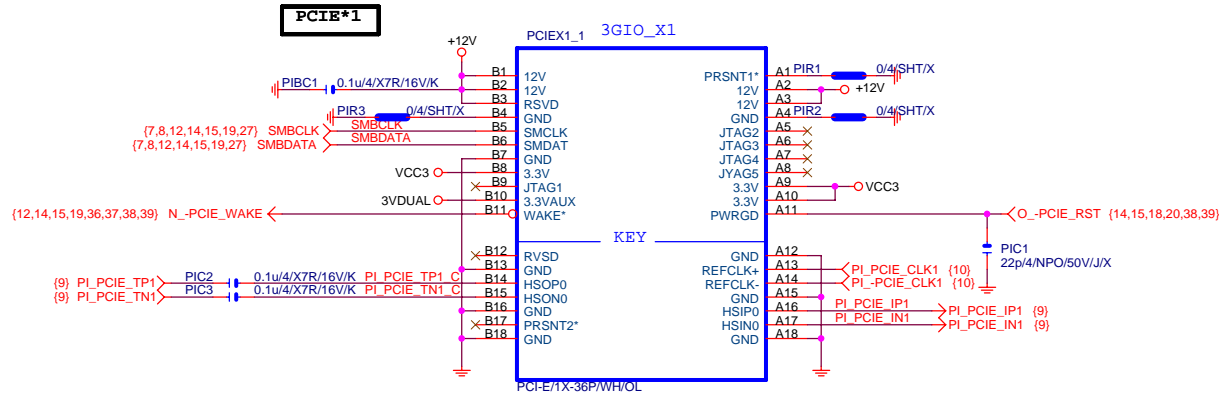 PCIE*1
3GIO_X1
PCIEX1_1
+12V
PIBC1 0.1u/4/X7R/16V/K
PIR3 0/4/SHT/X
{7,8,12,14,15,19,27} SMBCLK SMBCLK
{7,8,12,14,15,19,27} SMBDATA SMBDATA
VCC3
3VDUAL
{12,14,15,19,36,37,38,39} N_-PCIE_WAKE
{9} PI_PCIE_TP1 PIC2 0.1u/4/X7R/16V/K PI_PCIE_TP1_C
{9} PI_PCIE_TN1 PIC3 0.1u/4/X7R/16V/K PI_PCIE_TN1_C
B1 12V
B2 12V
B3 RSVD
B4 GND
B5 SMCLK
B6 SMDAT
B7 GND
B8 3.3V
B9 JTAG1
B10 3.3VAUX
B11 WAKE*
KEY
B12 RVSD
B13 GND
B14 HSOP0
B15 HSON0
B16 GND
B17 PRSNT2*
B18 GND
PRSNT1* A1 PIR1 0/4/SHT/X
12V A2 +12V
12V A3
GND A4 PIR2 0/4/SHT/X
JTAG2 A5
JTAG3 A6
JTAG4 A7
JYAG5 A8
3.3V A9 VCC3
3.3V A10
PWRGD A11 O_-PCIE_RST {14,15,18,20,38,39}
PIC1
22p/4/NPO/50V/J/X
GND A12
REFCLK+ A13 PI_PCIE_CLK1 {10}
REFCLK- A14 PI_-PCIE_CLK1 {10}
GND A15
HSIP0 A16 PI_PCIE_IP1 PI_PCIE_IP1 {9}
HSIN0 A17 PI_PCIE_IN1 PI_PCIE_IN1 {9}
GND A18
PCI-E/1X-36P/WH/OL